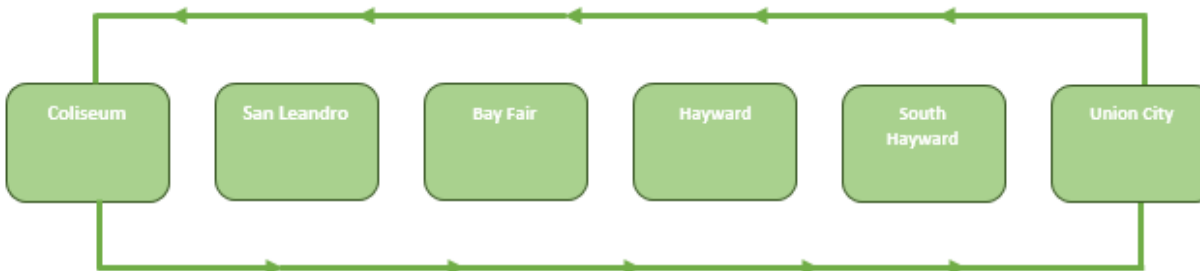 Coliseum
San Leandro
Bay Fair
Hayward
South
Hayward
Union City